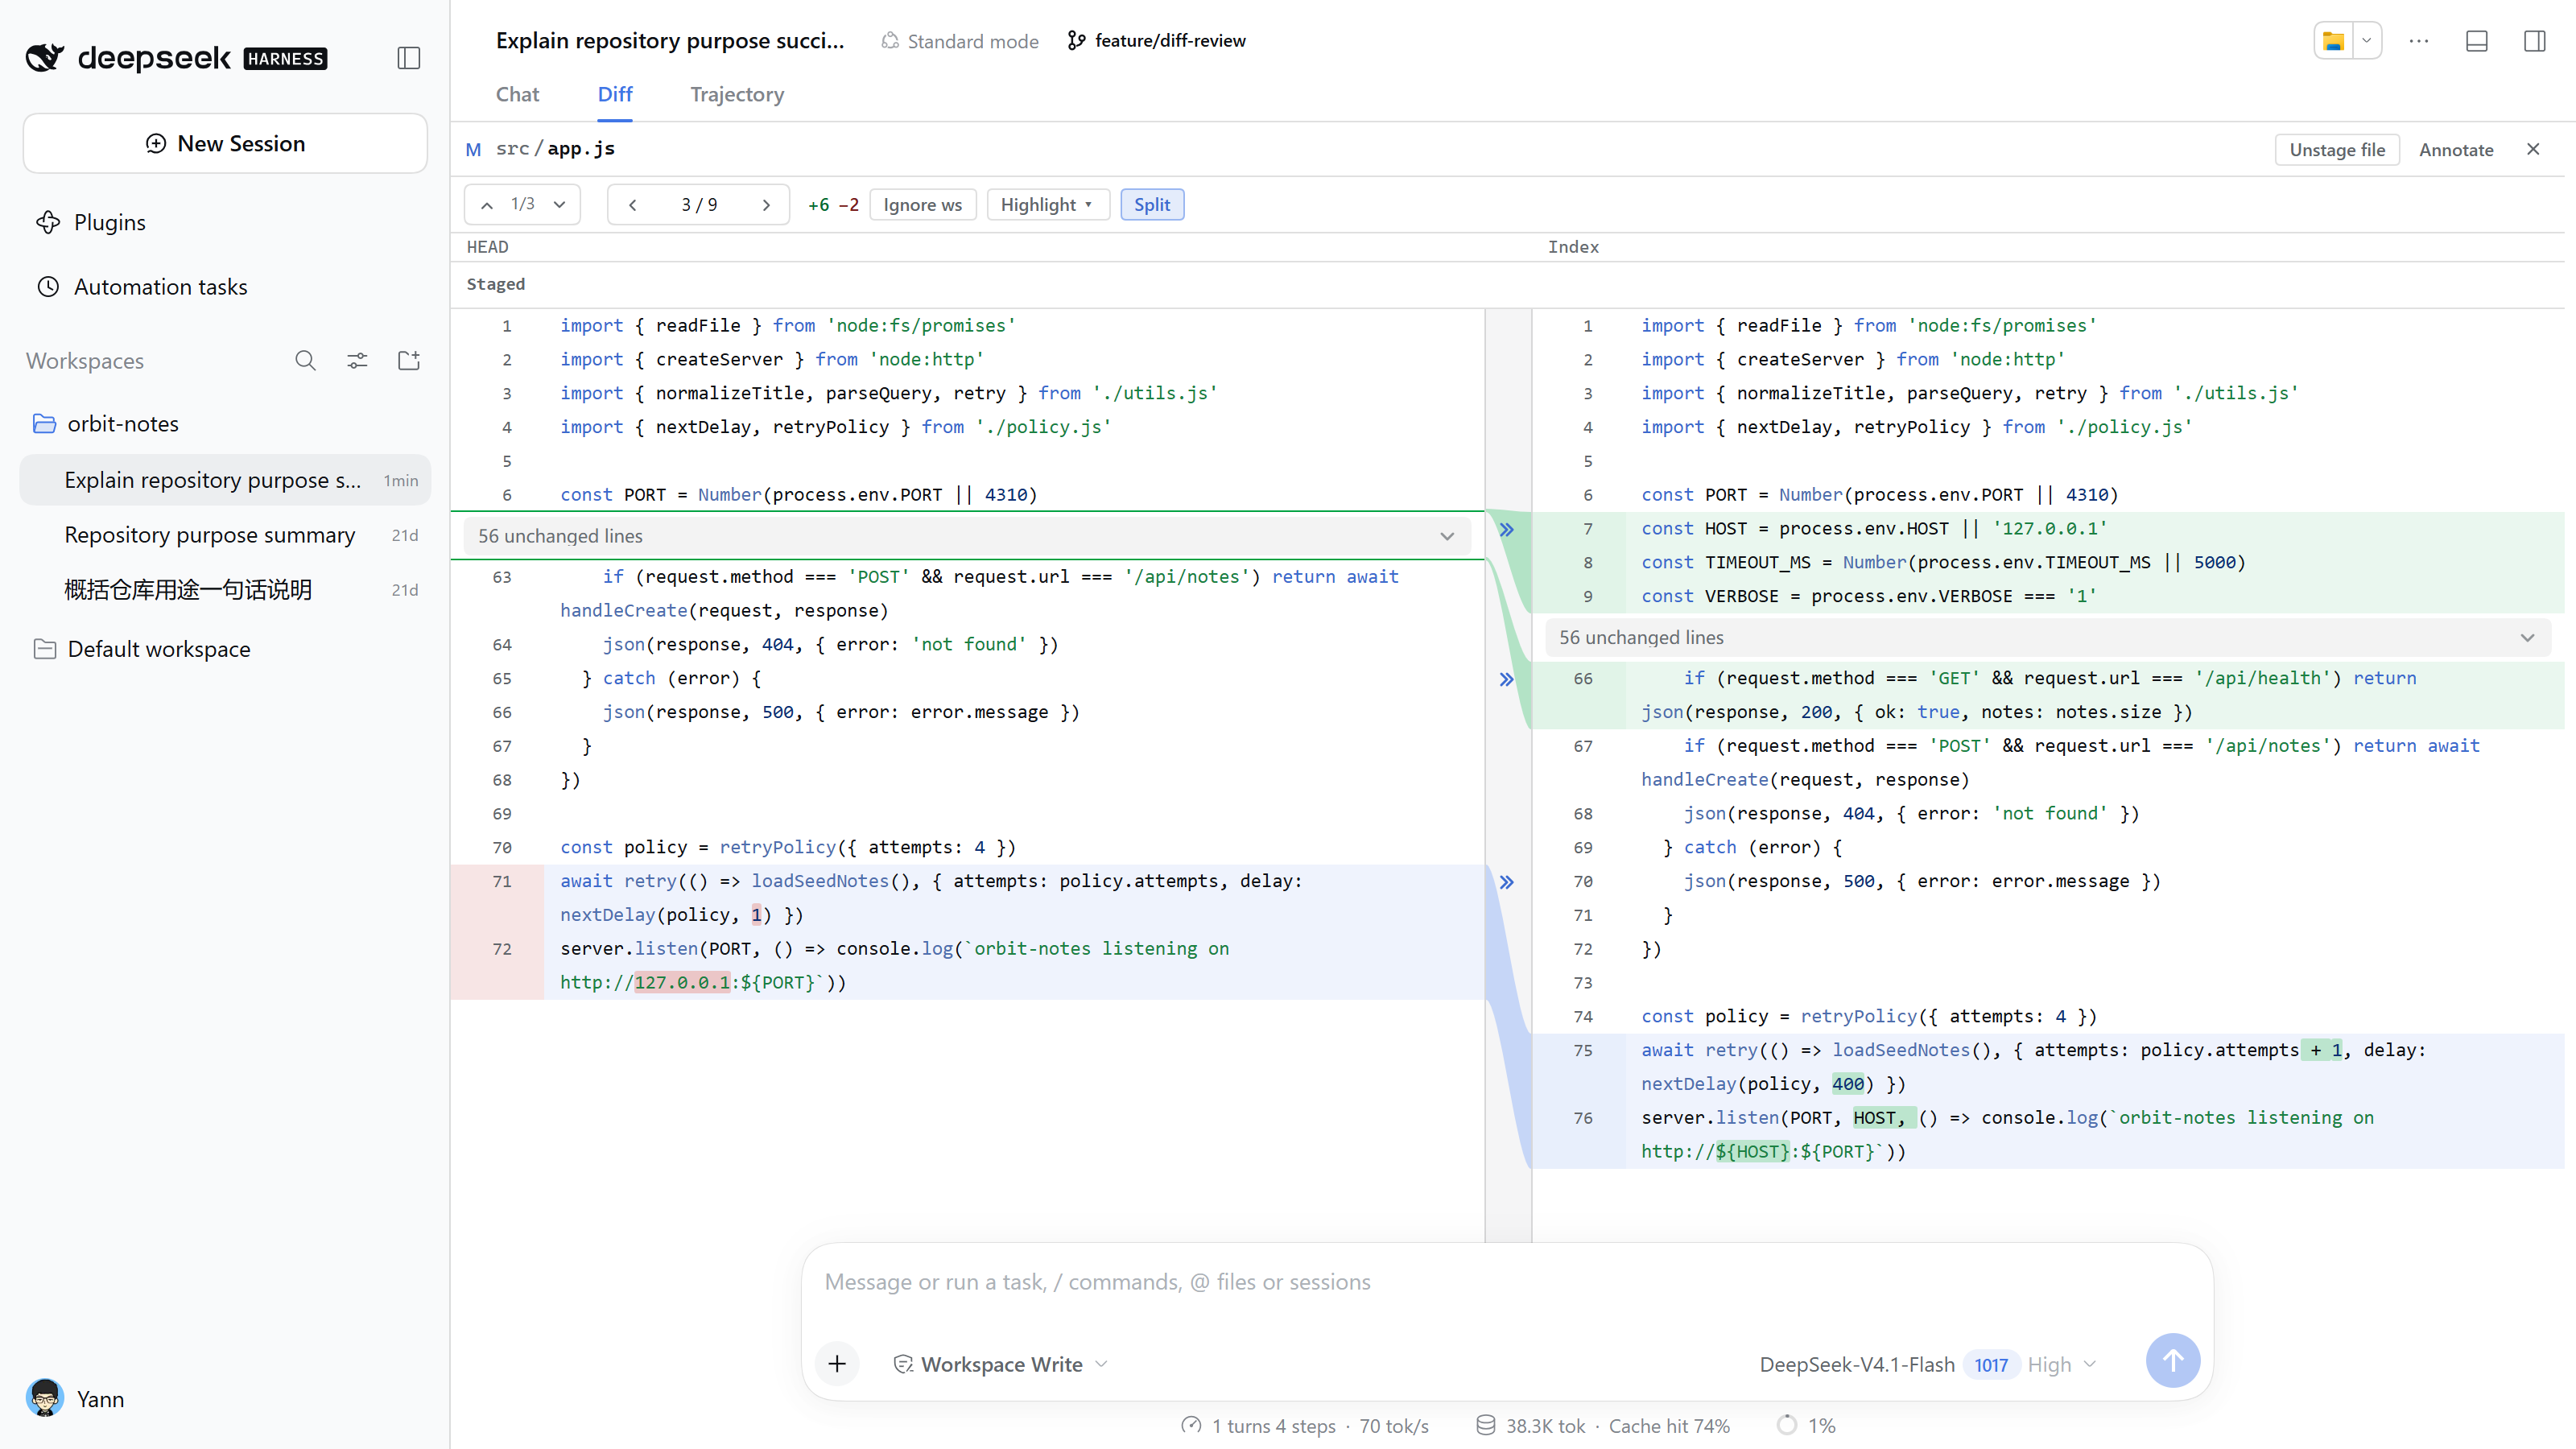 deepseek HARNESS
New Session
Plugins
Automation tasks
Workspaces
orbit-notes
Explain repository purpose s... 1min
Repository purpose summary 21d
概括仓库用途一句话说明 21d
Default workspace
Yann
Explain repository purpose succi... Standard mode feature/diff-review
Chat Diff Trajectory
M src/app.js Unstage file Annotate
1/3 3 / 9 +6 −2 Ignore ws Highlight Split
HEAD Index
Staged
1 import { readFile } from 'node:fs/promises'
2 import { createServer } from 'node:http'
3 import { normalizeTitle, parseQuery, retry } from './utils.js'
4 import { nextDelay, retryPolicy } from './policy.js'
5
6 const PORT = Number(process.env.PORT || 4310)
56 unchanged lines
63 if (request.method === 'POST' && request.url === '/api/notes') return await
handleCreate(request, response)
64 json(response, 404, { error: 'not found' })
65 } catch (error) {
66 json(response, 500, { error: error.message })
67 }
68 })
69
70 const policy = retryPolicy({ attempts: 4 })
71 await retry(() => loadSeedNotes(), { attempts: policy.attempts, delay:
nextDelay(policy, 1) })
72 server.listen(PORT, () => console.log(`orbit-notes listening on
http://127.0.0.1:${PORT}`))
1 import { readFile } from 'node:fs/promises'
2 import { createServer } from 'node:http'
3 import { normalizeTitle, parseQuery, retry } from './utils.js'
4 import { nextDelay, retryPolicy } from './policy.js'
5
6 const PORT = Number(process.env.PORT || 4310)
7 const HOST = process.env.HOST || '127.0.0.1'
8 const TIMEOUT_MS = Number(process.env.TIMEOUT_MS || 5000)
9 const VERBOSE = process.env.VERBOSE === '1'
56 unchanged lines
66 if (request.method === 'GET' && request.url === '/api/health') return
json(response, 200, { ok: true, notes: notes.size })
67 if (request.method === 'POST' && request.url === '/api/notes') return await
handleCreate(request, response)
68 json(response, 404, { error: 'not found' })
69 } catch (error) {
70 json(response, 500, { error: error.message })
71 }
72 })
73
74 const policy = retryPolicy({ attempts: 4 })
75 await retry(() => loadSeedNotes(), { attempts: policy.attempts + 1, delay:
nextDelay(policy, 400) })
76 server.listen(PORT, HOST, () => console.log(`orbit-notes listening on
http://${HOST}:${PORT}`))
Message or run a task, / commands, @ files or sessions
Workspace Write DeepSeek-V4.1-Flash 1017 High
1 turns 4 steps · 70 tok/s 38.3K tok · Cache hit 74% 1%